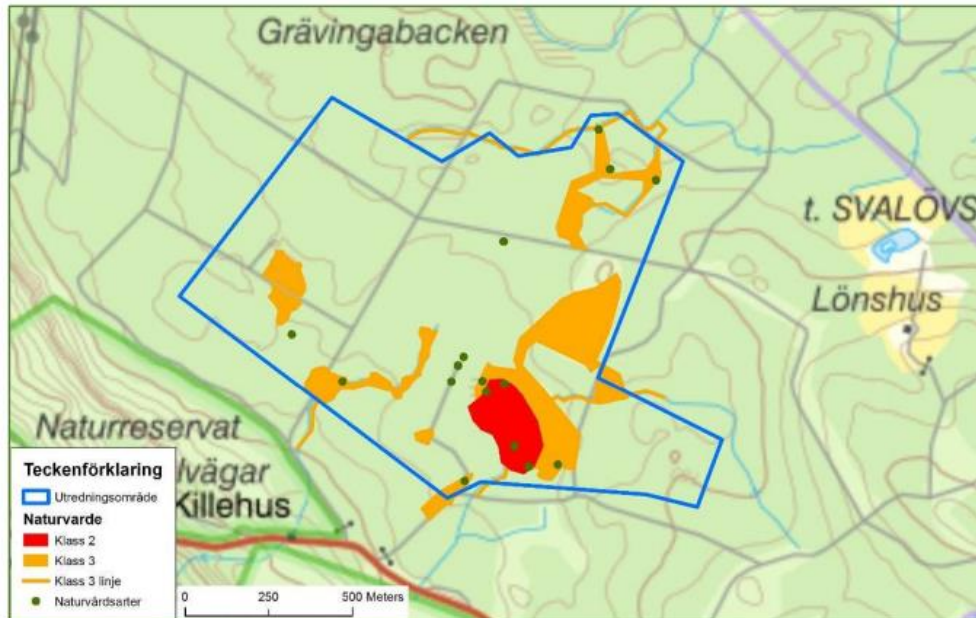 Grävingabacken
t. SVALÖVS
Lönshus
Naturreservat
lvägar
Killehus
Teckenförklaring
Utredningsområde
Naturvarde
Klass 2
Klass 3
Klass 3 linje
Naturvårdsarter
0 250 500 Meters